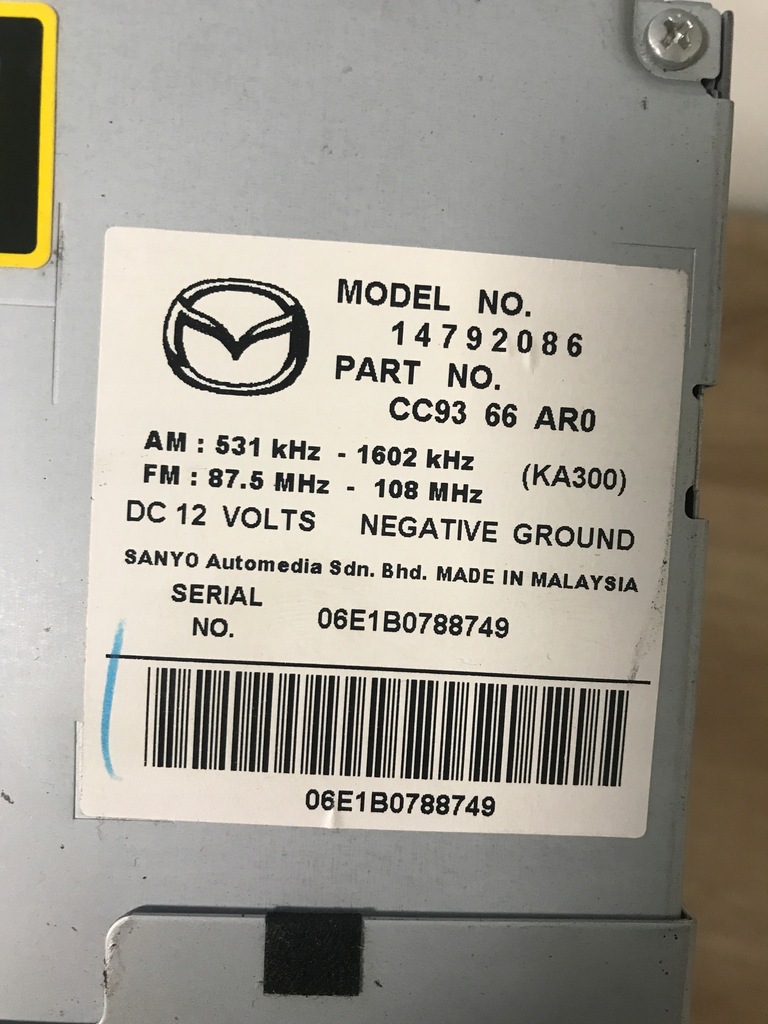 MODEL NO.
14792086
PART NO.
CC93 66 AR0
AM : 531 kHz - 1602 kHz
FM : 87.5 MHz - 108 MHz
(KA300)
DC 12 VOLTS NEGATIVE GROUND
SANYO Automedia Sdn. Bhd. MADE IN MALAYSIA
SERIAL
NO.
06E1B0788749
06E1B0788749